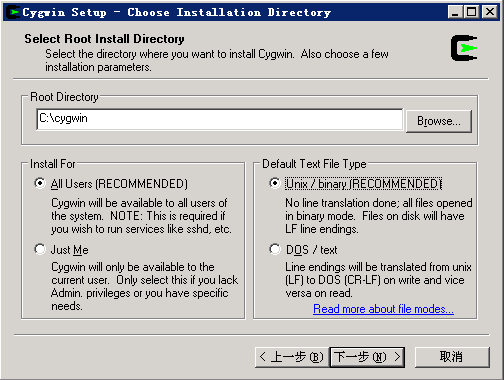 Cygwin Setup - Choose Installation Directory
Select Root Install Directory
Select the directory where you want to install Cygwin. Also choose a few
installation parameters.
Root Directory
C:\cygwin
Browse...
Install For
All Users (RECOMMENDED)
Cygwin will be available to all users of
the system. NOTE: This is required if
you wish to run services like sshd, etc.
Just Me
Cygwin will only be available to the
current user. Only select this if you lack
Admin. privileges or you have specific
needs.
Default Text File Type
Unix / binary (RECOMMENDED)
No line translation done; all files opened
in binary mode. Files on disk will have
LF line endings.
DOS / text
Line endings will be translated from unix
(LF) to DOS (CR-LF) on write and vice
versa on read.
Read more about file modes...
< 上一步(B)
下一步(N) >
取消